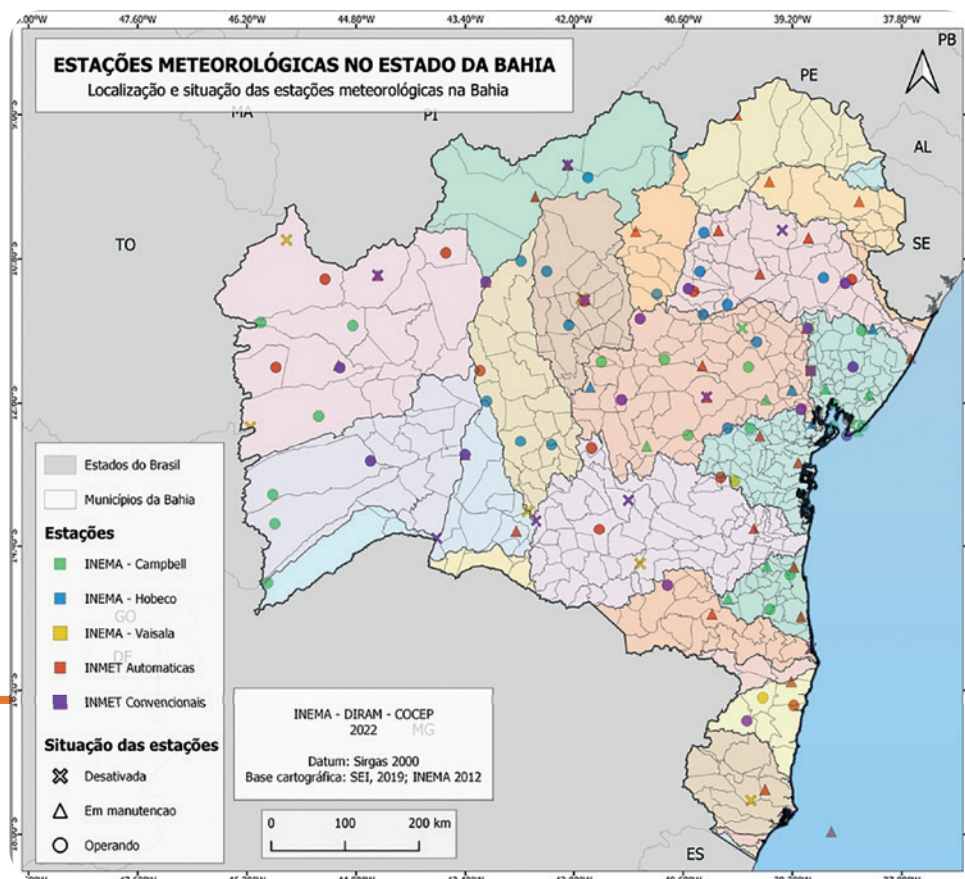 47.60°W
46.20°W
44.80°W
43.40°W
42.00°W
40.60°W
39.20°W
37.80°W
ESTAÇÕES METEOROLÓGICAS NO ESTADO DA BAHIA
Localização e situação das estações meteorológicas na Bahia
PB
PE
MA
PI
AL
TO
SE
Estados do Brasil
Municípios da Bahia
Estações
INEMA - Campbell
INEMA - Hobeco
INEMA - Vaisala
INMET Automaticas
INMET Convencionais
GO
DF
Situação das estações
Desativada
Em manutencao
Operando
INEMA - DIRAM - COCEP
2022
MG
Datum: Sirgas 2000
Base cartográfica: SEI, 2019; INEMA 2012
0 100 200 km
ES